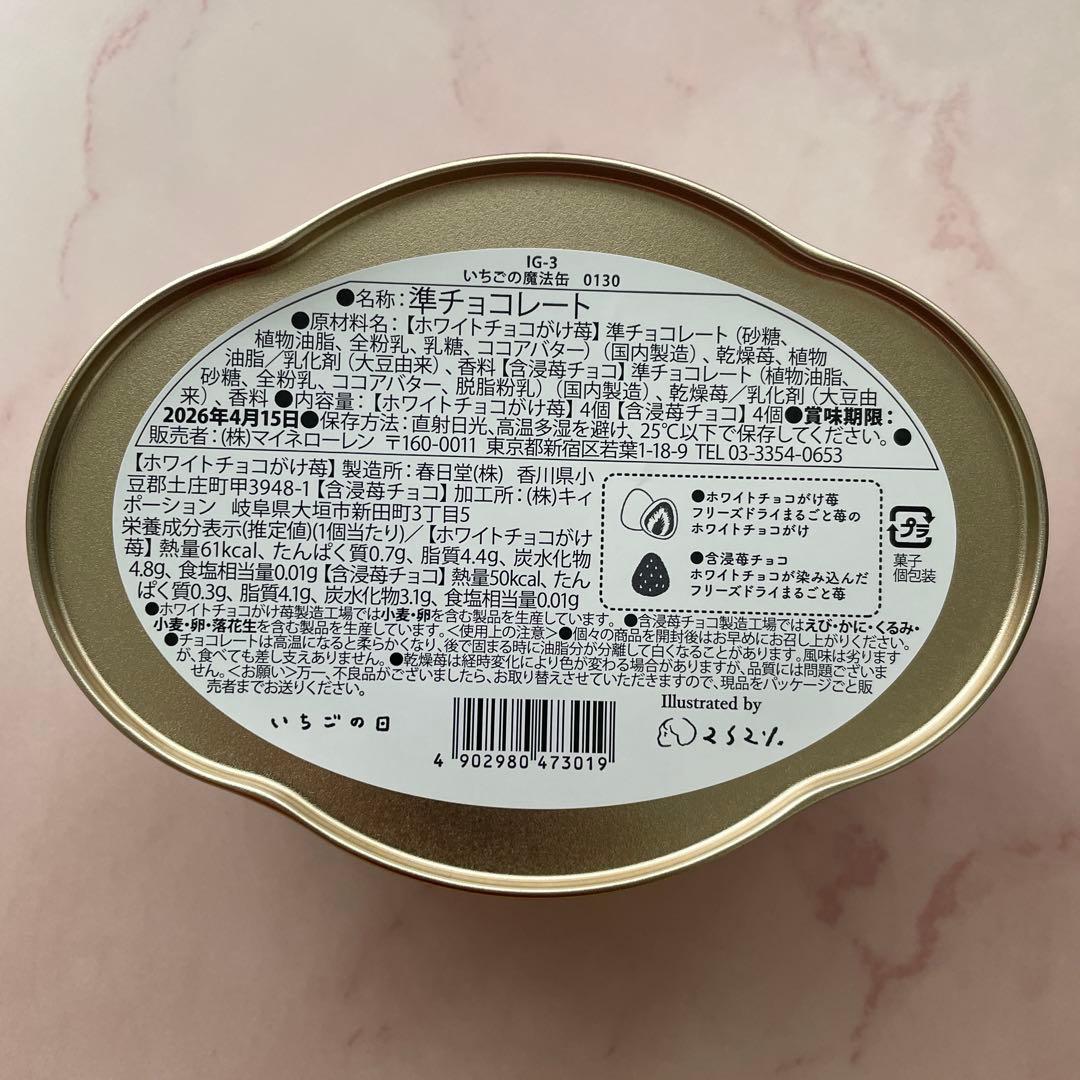 IG-3
いちごの魔法缶 0130
●名称：準チョコレート
●原材料名：【ホワイトチョコがけ苺】準チョコレート（砂糖、
植物油脂、全粉乳、乳糖、ココアバター）（国内製造）、乾燥苺、植物
油脂／乳化剤（大豆由来）、香料【含浸苺チョコ】準チョコレート（植物油脂、
砂糖、全粉乳、ココアバター、脱脂粉乳）（国内製造）、乾燥苺／乳化剤（大豆由
来）、香料●内容量：【ホワイトチョコがけ苺】4個【含浸苺チョコ】4個●賞味期限：
2026年4月15日●保存方法：直射日光、高温多湿を避け、25℃以下で保存してください。●
販売者：(株)マイネローレン 〒160-0011 東京都新宿区若葉1-18-9 TEL 03-3354-0653
【ホワイトチョコがけ苺】製造所：春日堂(株) 香川県小
豆郡土庄町甲3948-1【含浸苺チョコ】加工所：(株)キィ
ポーション 岐阜県大垣市新田町3丁目5
栄養成分表示(推定値)(1個当たり)／【ホワイトチョコがけ
苺】熱量61kcal、たんぱく質0.7g、脂質4.4g、炭水化物
4.8g、食塩相当量0.01g【含浸苺チョコ】熱量50kcal、たん
ぱく質0.3g、脂質4.1g、炭水化物3.1g、食塩相当量0.01g
●ホワイトチョコがけ苺
フリーズドライまるごと苺の
ホワイトチョコがけ
●含浸苺チョコ
ホワイトチョコが染み込んだ
フリーズドライまるごと苺
プラ
菓子
個包装
●ホワイトチョコがけ苺製造工場では小麦・卵を含む製品を生産しています。●含浸苺チョコ製造工場ではえび・かに・くるみ・
小麦・卵・落花生を含む製品を生産しています。＜使用上の注意＞●個々の商品を開封後はお早めにお召し上がりください。
●チョコレートは高温になると柔らかくなり、後で固まる時に油脂分が分離して白くなることがあります。風味は劣ります
が、食べても差し支えありません。●乾燥苺は経時変化により色が変わる場合がありますが、品質には問題ございま
せん。＜お願い＞万一、不良品がございましたら、お取り替えさせていただきますので、現品をパッケージごと販
売者までお送りください。
いちごの日
4 902980 473019
Illustrated by
252%.